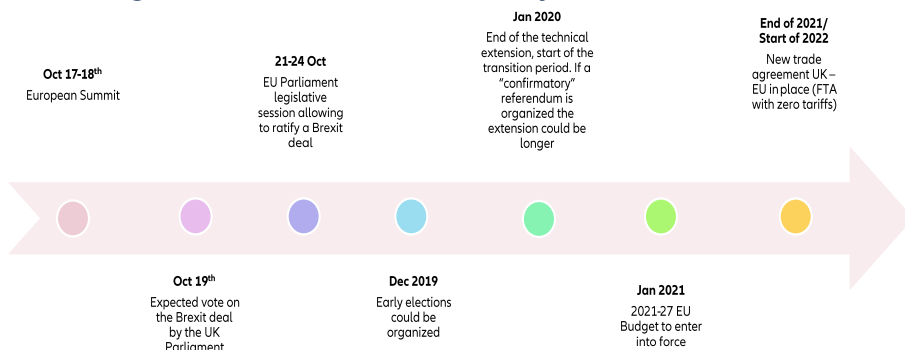 Oct 17-18th
European Summit
Oct 19th
Expected vote on
the Brexit deal
by the UK
Parliament
21-24 Oct
EU Parliament
legislative
session allowing
to ratify a Brexit
deal
Dec 2019
Early elections
could be
organized
Jan 2020
End of the technical
extension, start of the
transition period. If a
“confirmatory”
referendum is
organized the
extension could be
longer
Jan 2021
2021-27 EU
Budget to enter
into force
End of 2021/
Start of 2022
New trade
agreement UK –
EU in place (FTA
with zero tariffs)